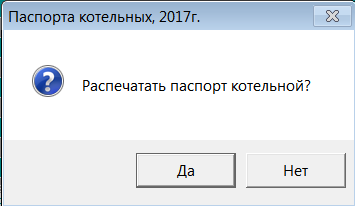 Паспорта котельных, 2017г.
Распечатать паспорт котельной?
Да
Нет